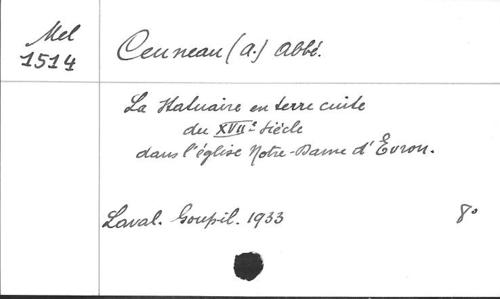 Mel
1514
Ceuneau (A.) Abbé.
La Statuaire en terre cuite
du XVIIe Siècle
dans l'église Notre-Dame d'Évron.
Laval. Goupil. 1933 8°